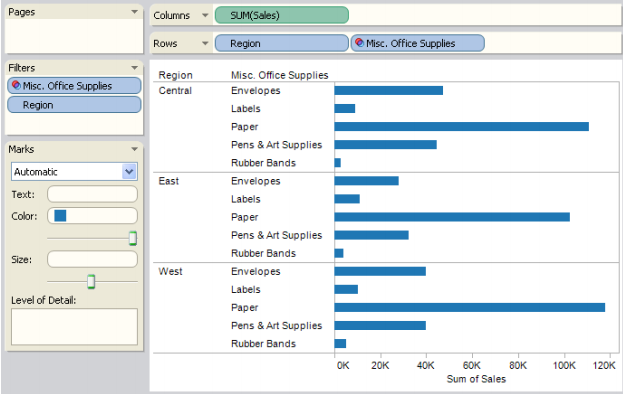 Pages
Columns SUM(Sales)
Rows Region Misc. Office Supplies
Filters
Misc. Office Supplies
Region
Marks
Automatic
Text:
Color:
Size:
Level of Detail:
Region Misc. Office Supplies
Central Envelopes
Labels
Paper
Pens & Art Supplies
Rubber Bands
East Envelopes
Labels
Paper
Pens & Art Supplies
Rubber Bands
West Envelopes
Labels
Paper
Pens & Art Supplies
Rubber Bands
0K 20K 40K 60K 80K 100K 120K
Sum of Sales